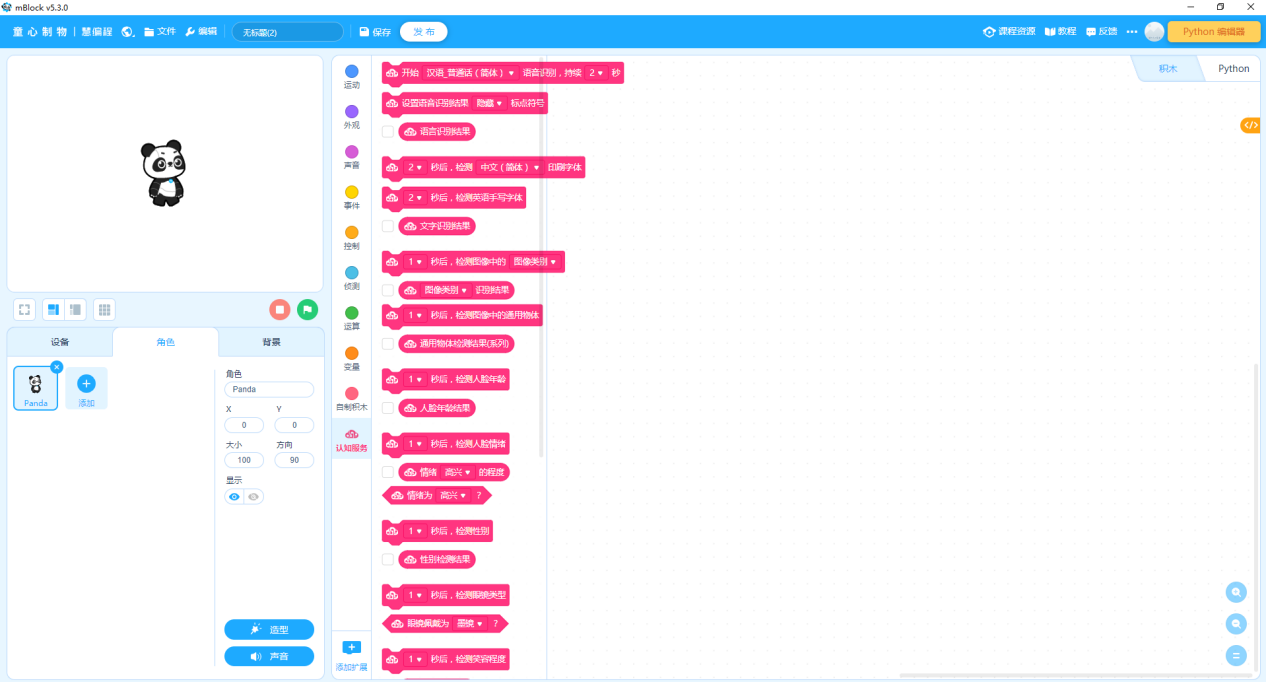 mBlock v5.3.0
童心制物 | 慧编程 文件 编辑 无标题(2) 保存 发布 课程资源 教程 反馈 Python 编辑器
积木 Python
运动
外观
声音
事件
控制
侦测
运算
变量
自制积木
认知服务
添加扩展
开始 汉语_普通话（简体） 语音识别，持续 2 秒
设置语音识别结果 隐藏 标点符号
语言识别结果
2 秒后，检测 中文（简体） 印刷字体
2 秒后，检测英语手写字体
文字识别结果
1 秒后，检测图像中的 图像类别
图像类别 识别结果
1 秒后，检测图像中的通用物体
通用物体检测结果(系列)
1 秒后，检测人脸年龄
人脸年龄结果
1 秒后，检测人脸情绪
情绪 高兴 的程度
情绪为 高兴 ?
1 秒后，检测性别
性别检测结果
1 秒后，检测眼镜类型
眼镜佩戴为 墨镜 ?
1 秒后，检测笑容程度
设备 角色 背景
Panda
添加
角色
Panda
X Y
0 0
大小 方向
100 90
显示
造型
声音